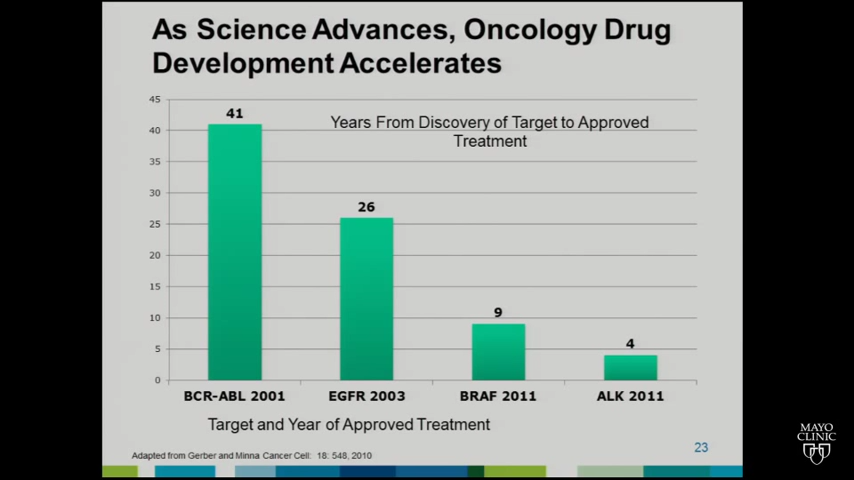 As Science Advances, Oncology Drug
Development Accelerates
45
40
35
30
25
20
15
10
5
0
41
26
9
4
Years From Discovery of Target to Approved
Treatment
BCR-ABL 2001
EGFR 2003
BRAF 2011
ALK 2011
Target and Year of Approved Treatment
Adapted from Gerber and Minna Cancer Cell: 18: 548, 2010
23
MAYO
CLINIC